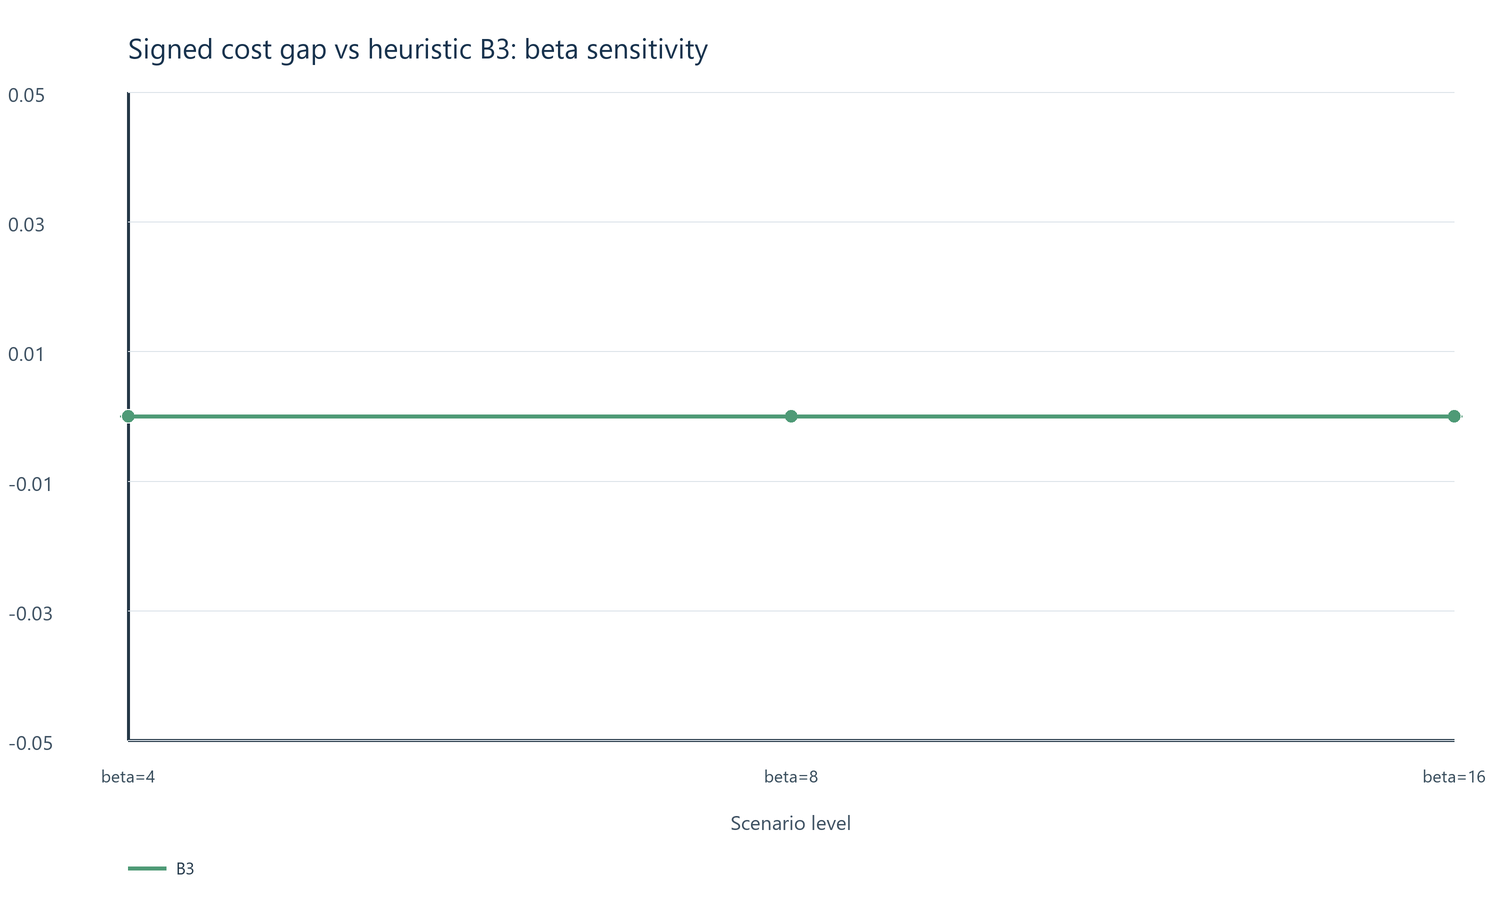 Signed cost gap vs heuristic B3: beta sensitivity
0.05
0.03
0.01
-0.01
-0.03
-0.05
beta=4 beta=8 beta=16
Scenario level
B3